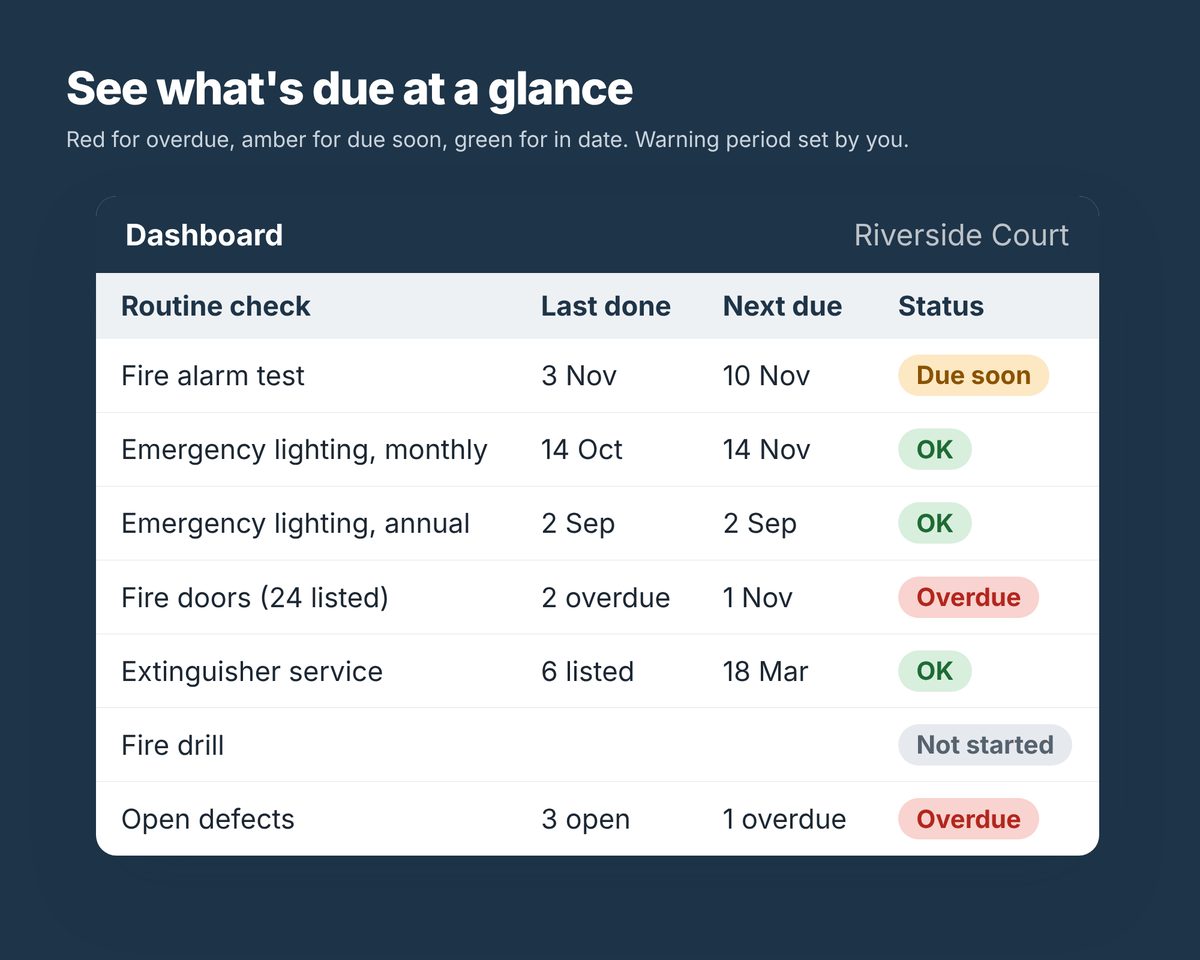 See what's due at a glance
Red for overdue, amber for due soon, green for in date. Warning period set by you.
Dashboard Riverside Court
Routine check Last done Next due Status
Fire alarm test 3 Nov 10 Nov Due soon
Emergency lighting, monthly 14 Oct 14 Nov OK
Emergency lighting, annual 2 Sep 2 Sep OK
Fire doors (24 listed) 2 overdue 1 Nov Overdue
Extinguisher service 6 listed 18 Mar OK
Fire drill Not started
Open defects 3 open 1 overdue Overdue